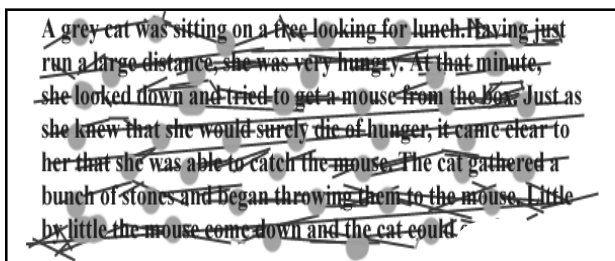 A grey cat was sitting on a tree looking for lunch.Having just
run a large distance, she was very hungry. At that minute,
she looked down and tried to get a mouse from the box. Just as
she knew that she would surely die of hunger, it came clear to
her that she was able to catch the mouse. The cat gathered a
bunch of stones and began throwing them to the mouse. Little
by little the mouse come down and the cat could